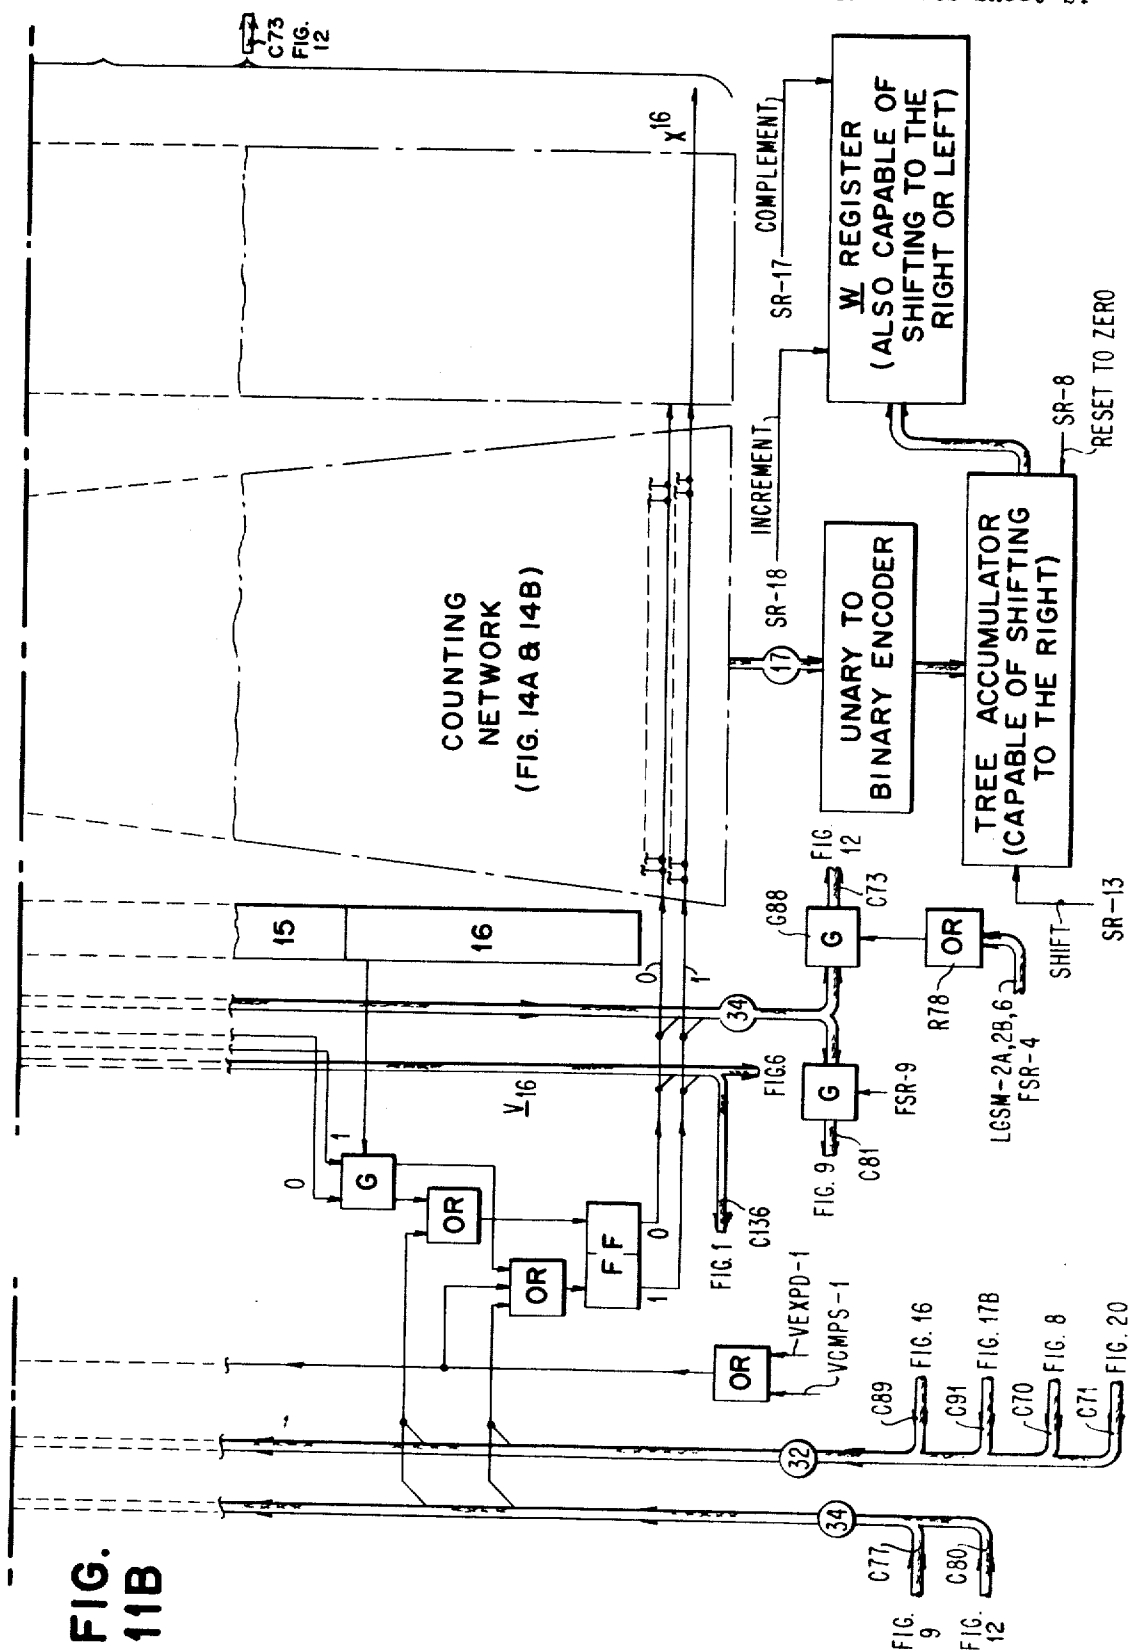 FIG.
11B
C73
FIG.
12
X16
COUNTING
NETWORK
(FIG. 14A & 14B)
15
16
0
1
0
1
G
OR
OR
F F
0
1
V16
34
G88
G
FIG.
12
C73
G
FIG. 9
C81
FSR-9
OR
R78
LGSM-2A,2B,6
FSR-4
FIG.6
FIG.1
C136
OR
VEXPD-1
VCMPS-1
32
C89
FIG. 16
C91
FIG. 17B
C70
FIG. 8
C71
FIG. 20
34
C77
FIG.
9
C80
FIG.
12
17
UNARY TO
BINARY ENCODER
TREE ACCUMULATOR
(CAPABLE OF SHIFTING
TO THE RIGHT)
SHIFT
SR-13
SR-8
RESET TO ZERO
SR-18
INCREMENT
SR-17
COMPLEMENT
W REGISTER
(ALSO CAPABLE OF
SHIFTING TO THE
RIGHT OR LEFT)